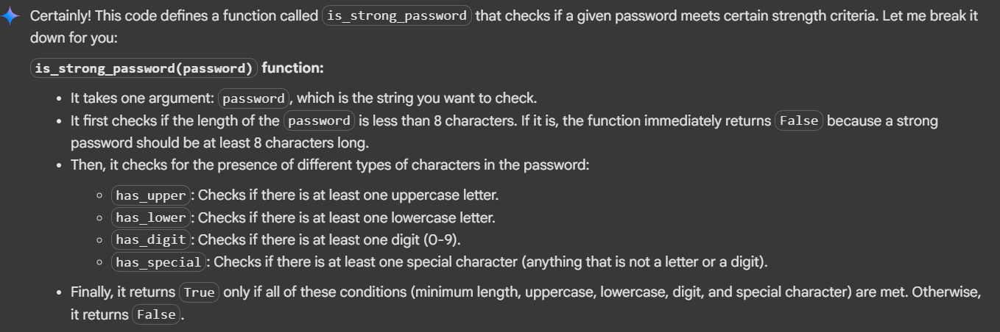 Certainly! This code defines a function called is_strong_password that checks if a given password meets certain strength criteria. Let me break it
down for you:
is_strong_password(password) function:
• It takes one argument: password, which is the string you want to check.
• It first checks if the length of the password is less than 8 characters. If it is, the function immediately returns False because a strong
password should be at least 8 characters long.
• Then, it checks for the presence of different types of characters in the password:
◦ has_upper: Checks if there is at least one uppercase letter.
◦ has_lower: Checks if there is at least one lowercase letter.
◦ has_digit: Checks if there is at least one digit (0-9).
◦ has_special: Checks if there is at least one special character (anything that is not a letter or a digit).
• Finally, it returns True only if all of these conditions (minimum length, uppercase, lowercase, digit, and special character) are met. Otherwise,
it returns False.